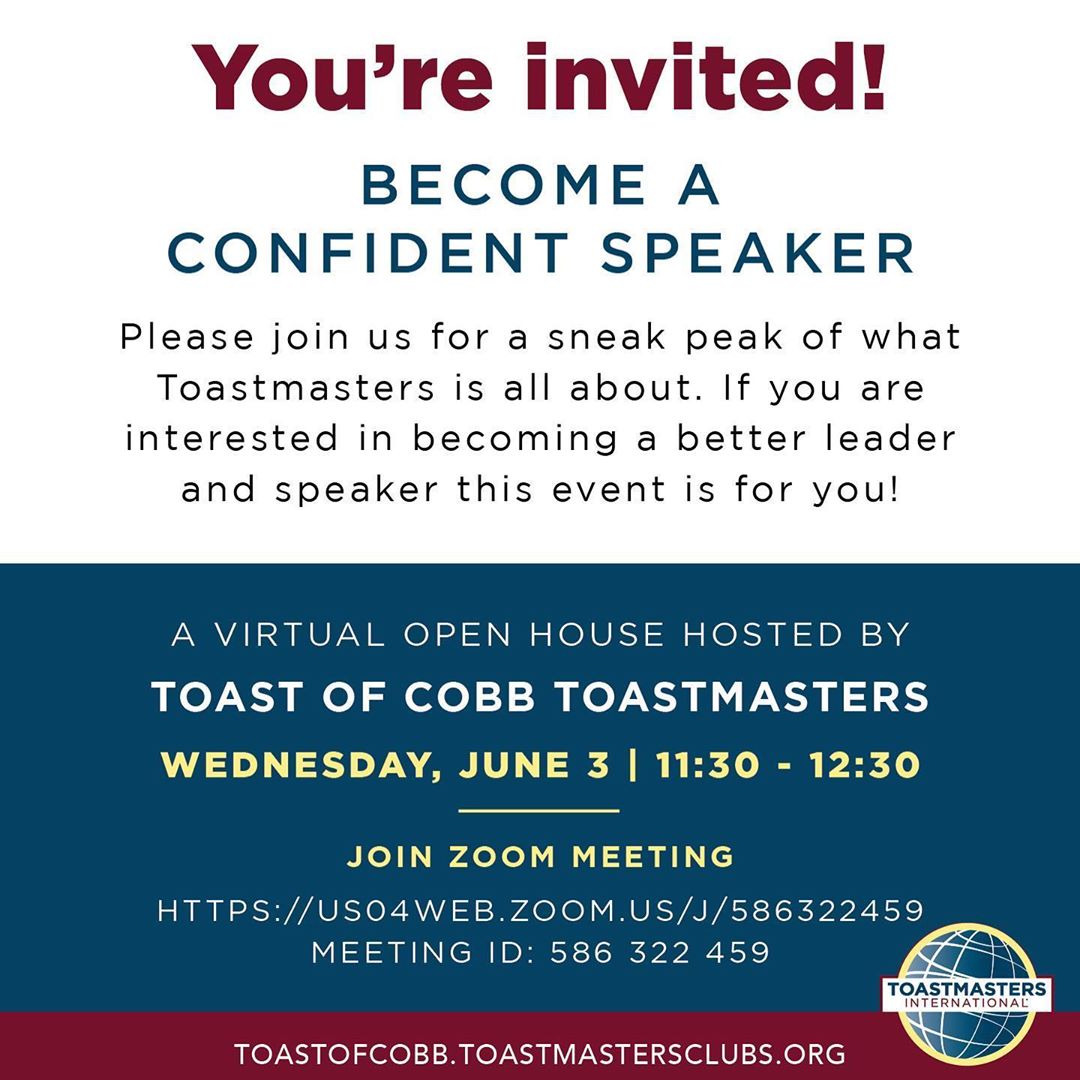 You're invited!
BECOME A
CONFIDENT SPEAKER
Please join us for a sneak peak of what
Toastmasters is all about. If you are
interested in becoming a better leader
and speaker this event is for you!
A VIRTUAL OPEN HOUSE HOSTED BY
TOAST OF COBB TOASTMASTERS
WEDNESDAY, JUNE 3 | 11:30 - 12:30
JOIN ZOOM MEETING
HTTPS://US04WEB.ZOOM.US/J/586322459
MEETING ID: 586 322 459
TOASTMASTERS
INTERNATIONAL
TOASTOFCOBB.TOASTMASTERSCLUBS.ORG